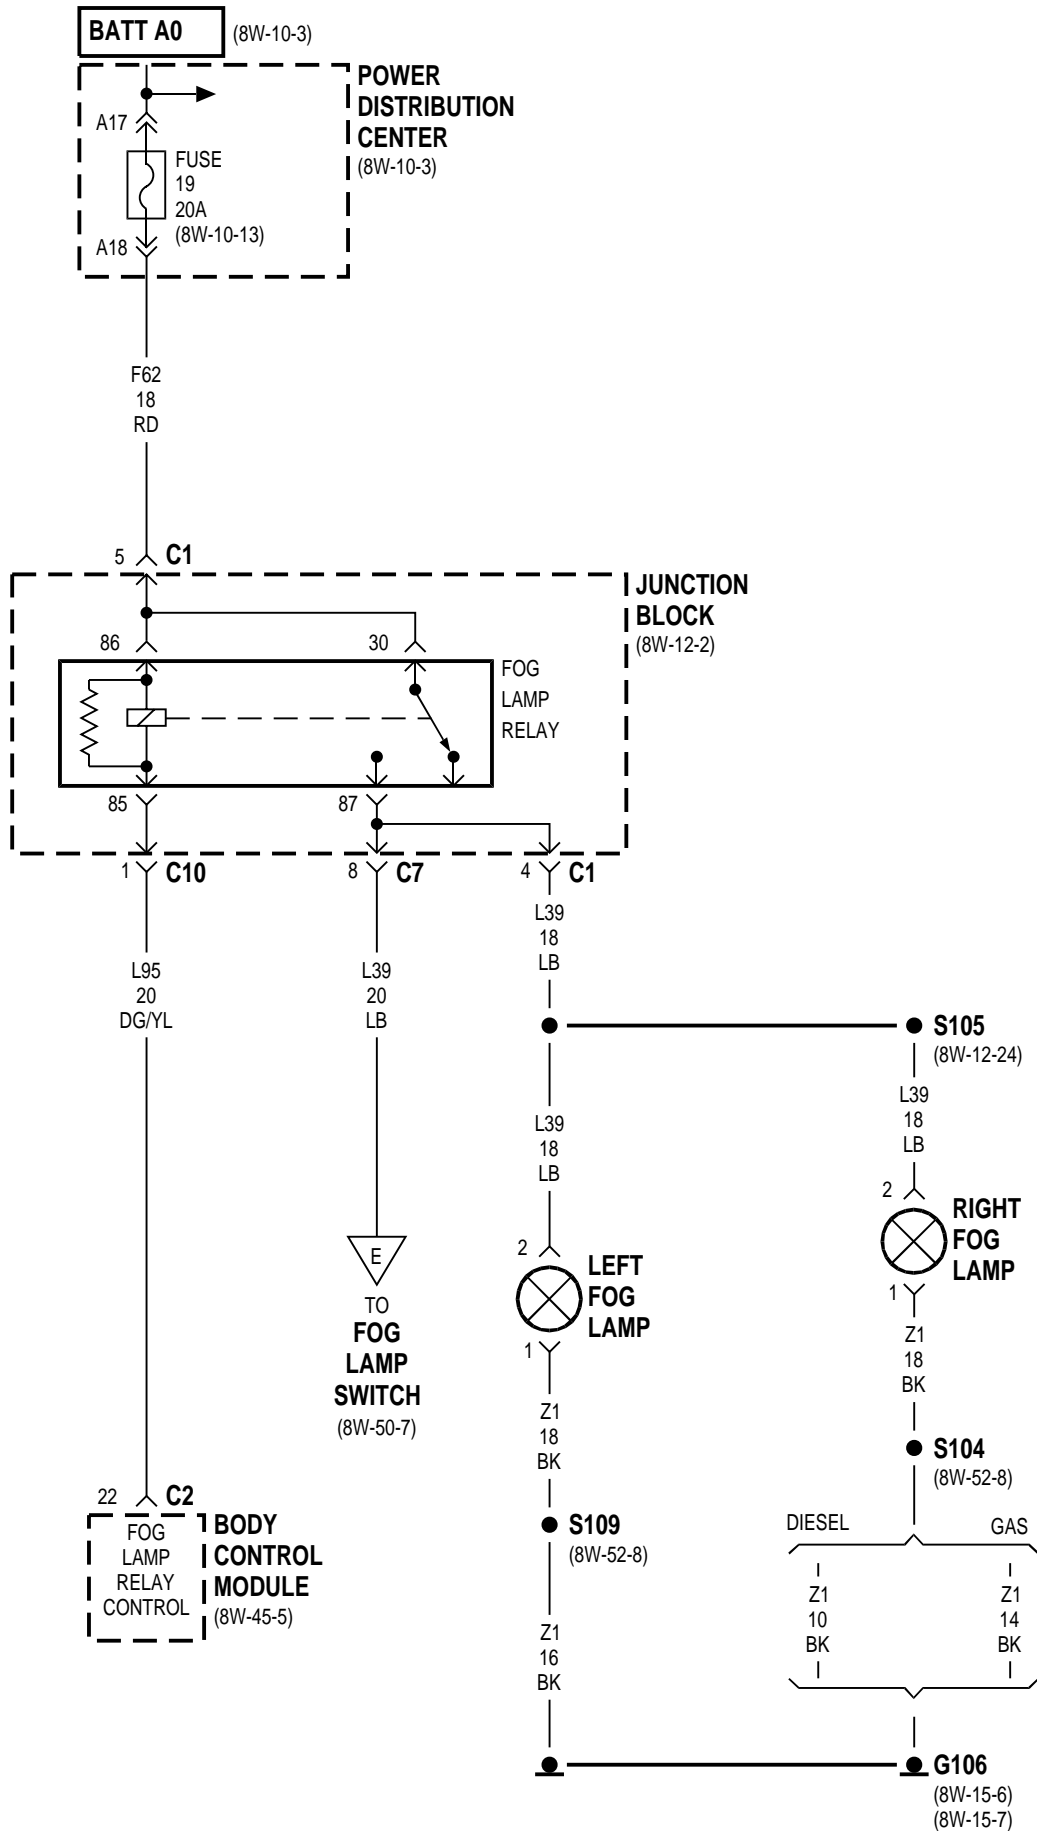 BATT A0
(8W-10-3)
POWER
DISTRIBUTION
CENTER
(8W-10-3)
A17
FUSE
19
20A
(8W-10-13)
A18
F62
18
RD
5
C1
JUNCTION
BLOCK
(8W-12-2)
86
30
FOG
LAMP
RELAY
85
87
1
C10
8
C7
4
C1
L95
20
DG/YL
L39
20
LB
L39
18
LB
S105
(8W-12-24)
L39
18
LB
L39
18
LB
2
RIGHT
FOG
LAMP
1
E
TO
FOG
LAMP
SWITCH
(8W-50-7)
2
LEFT
FOG
LAMP
1
Z1
18
BK
Z1
18
BK
S104
(8W-52-8)
22
C2
FOG
LAMP
RELAY
CONTROL
BODY
CONTROL
MODULE
(8W-45-5)
S109
(8W-52-8)
DIESEL
GAS
Z1
10
BK
Z1
14
BK
Z1
16
BK
G106
(8W-15-6)
(8W-15-7)